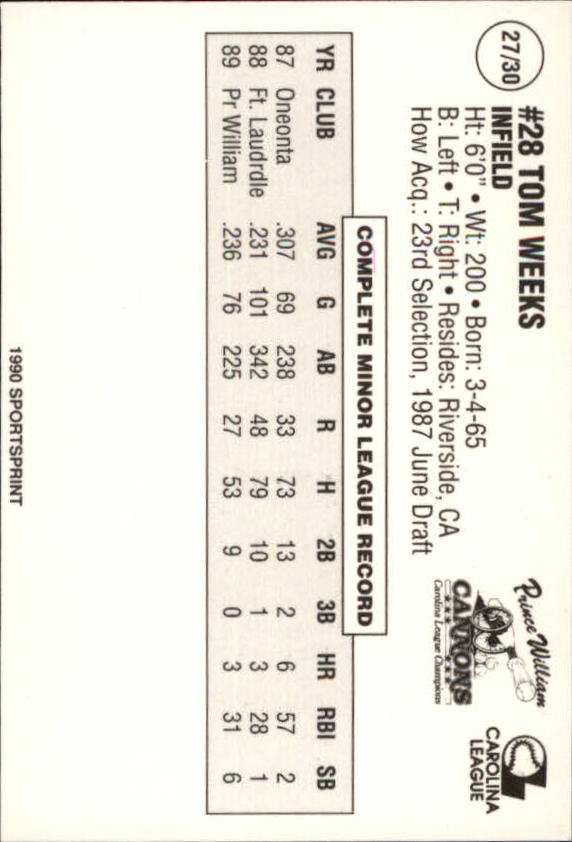 27/30
#28 TOM WEEKS
INFIELD
Ht: 6'0" • Wt: 200 • Born: 3-4-65
B: Left • T: Right • Resides: Riverside, CA
How Acq.: 23rd Selection, 1987 June Draft
Prince William
CANNONS
Carolina League Champions
CAROLINA
LEAGUE
COMPLETE MINOR LEAGUE RECORD
YR CLUB AVG G AB R H 2B 3B HR RBI SB
87 Oneonta .307 69 238 33 73 13 2 6 57 2
88 Ft. Laudrdle .231 101 342 48 79 10 1 3 28 1
89 Pr William .236 76 225 27 53 9 0 3 31 6
1990 SPORTSPRINT